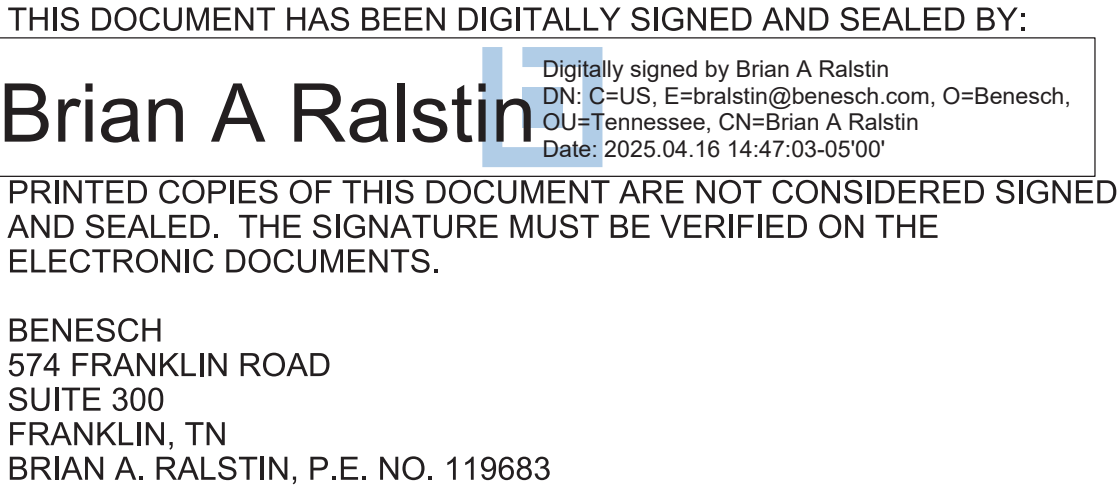 THIS DOCUMENT HAS BEEN DIGITALLY SIGNED AND SEALED BY:
Brian A Ralstin
Digitally signed by Brian A Ralstin
DN: C=US, E=bralstin@benesch.com, O=Benesch,
OU=Tennessee, CN=Brian A Ralstin
Date: 2025.04.16 14:47:03-05'00'
PRINTED COPIES OF THIS DOCUMENT ARE NOT CONSIDERED SIGNED
AND SEALED.  THE SIGNATURE MUST BE VERIFIED ON THE
ELECTRONIC DOCUMENTS.
BENESCH
574 FRANKLIN ROAD
SUITE 300
FRANKLIN, TN
BRIAN A. RALSTIN, P.E. NO. 119683